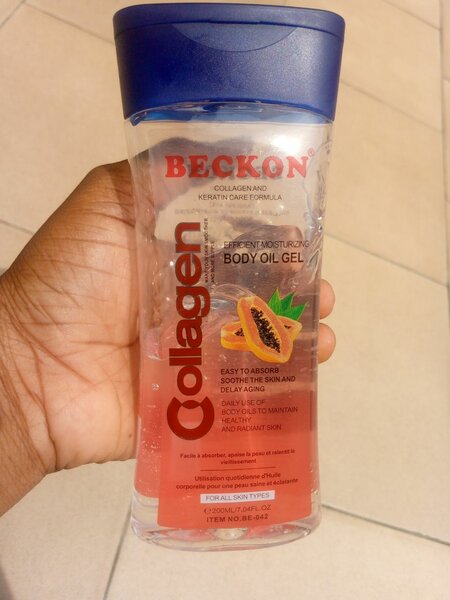 BECKON®
COLLAGEN AND
KERATIN CARE FORMULA
Collagen
EFFICIENT MOISTURIZING
BODY OIL GEL
EASY TO ABSORB
SOOTHE THE SKIN AND
DELAY AGING
DAILY USE OF
BODY OILS TO MAINTAIN
HEALTHY
AND RADIANT SKIN
Facile à absorber, apaise la peau et ralentit le
vieillissement
Utilisation quotidienne d'Huile
corporelle pour une peau saine et éclatante
FOR ALL SKIN TYPES
℮200ML/7.04FL.OZ
ITEM NO.BE-042